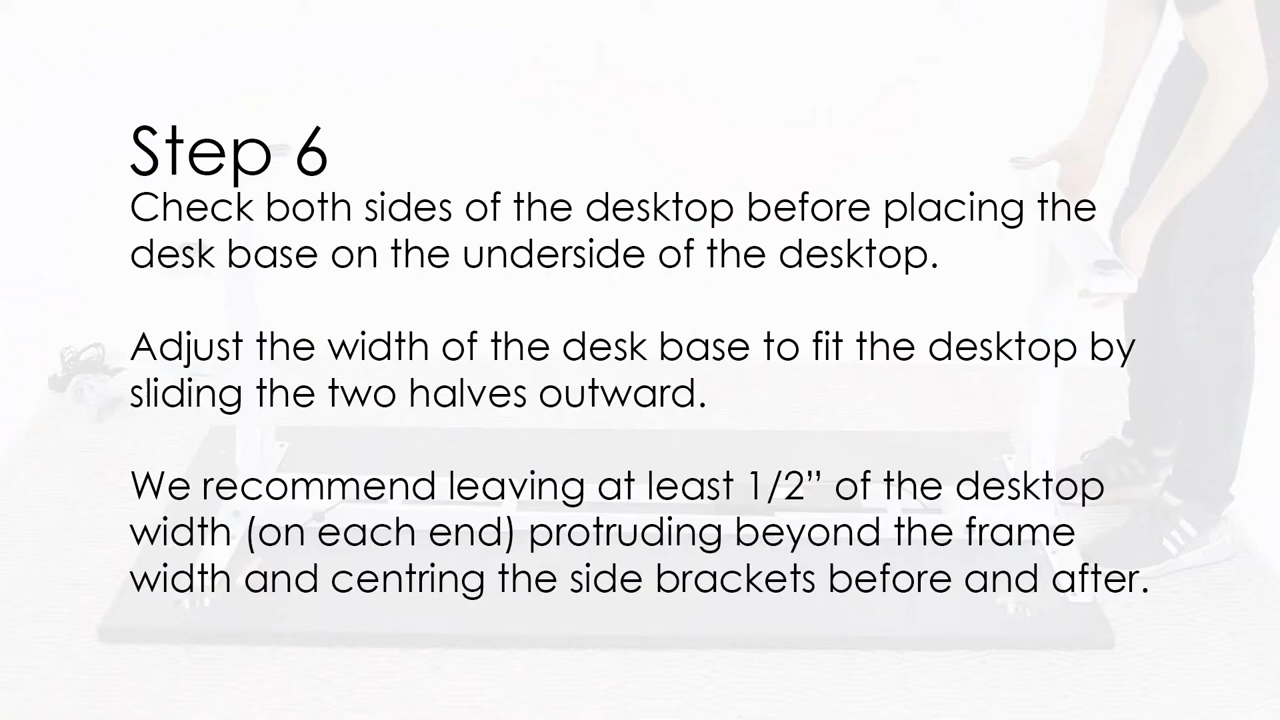 Step 6
Check both sides of the desktop before placing the
desk base on the underside of the desktop.
Adjust the width of the desk base to fit the desktop by
sliding the two halves outward.
We recommend leaving at least 1/2” of the desktop
width (on each end) protruding beyond the frame
width and centring the side brackets before and after.